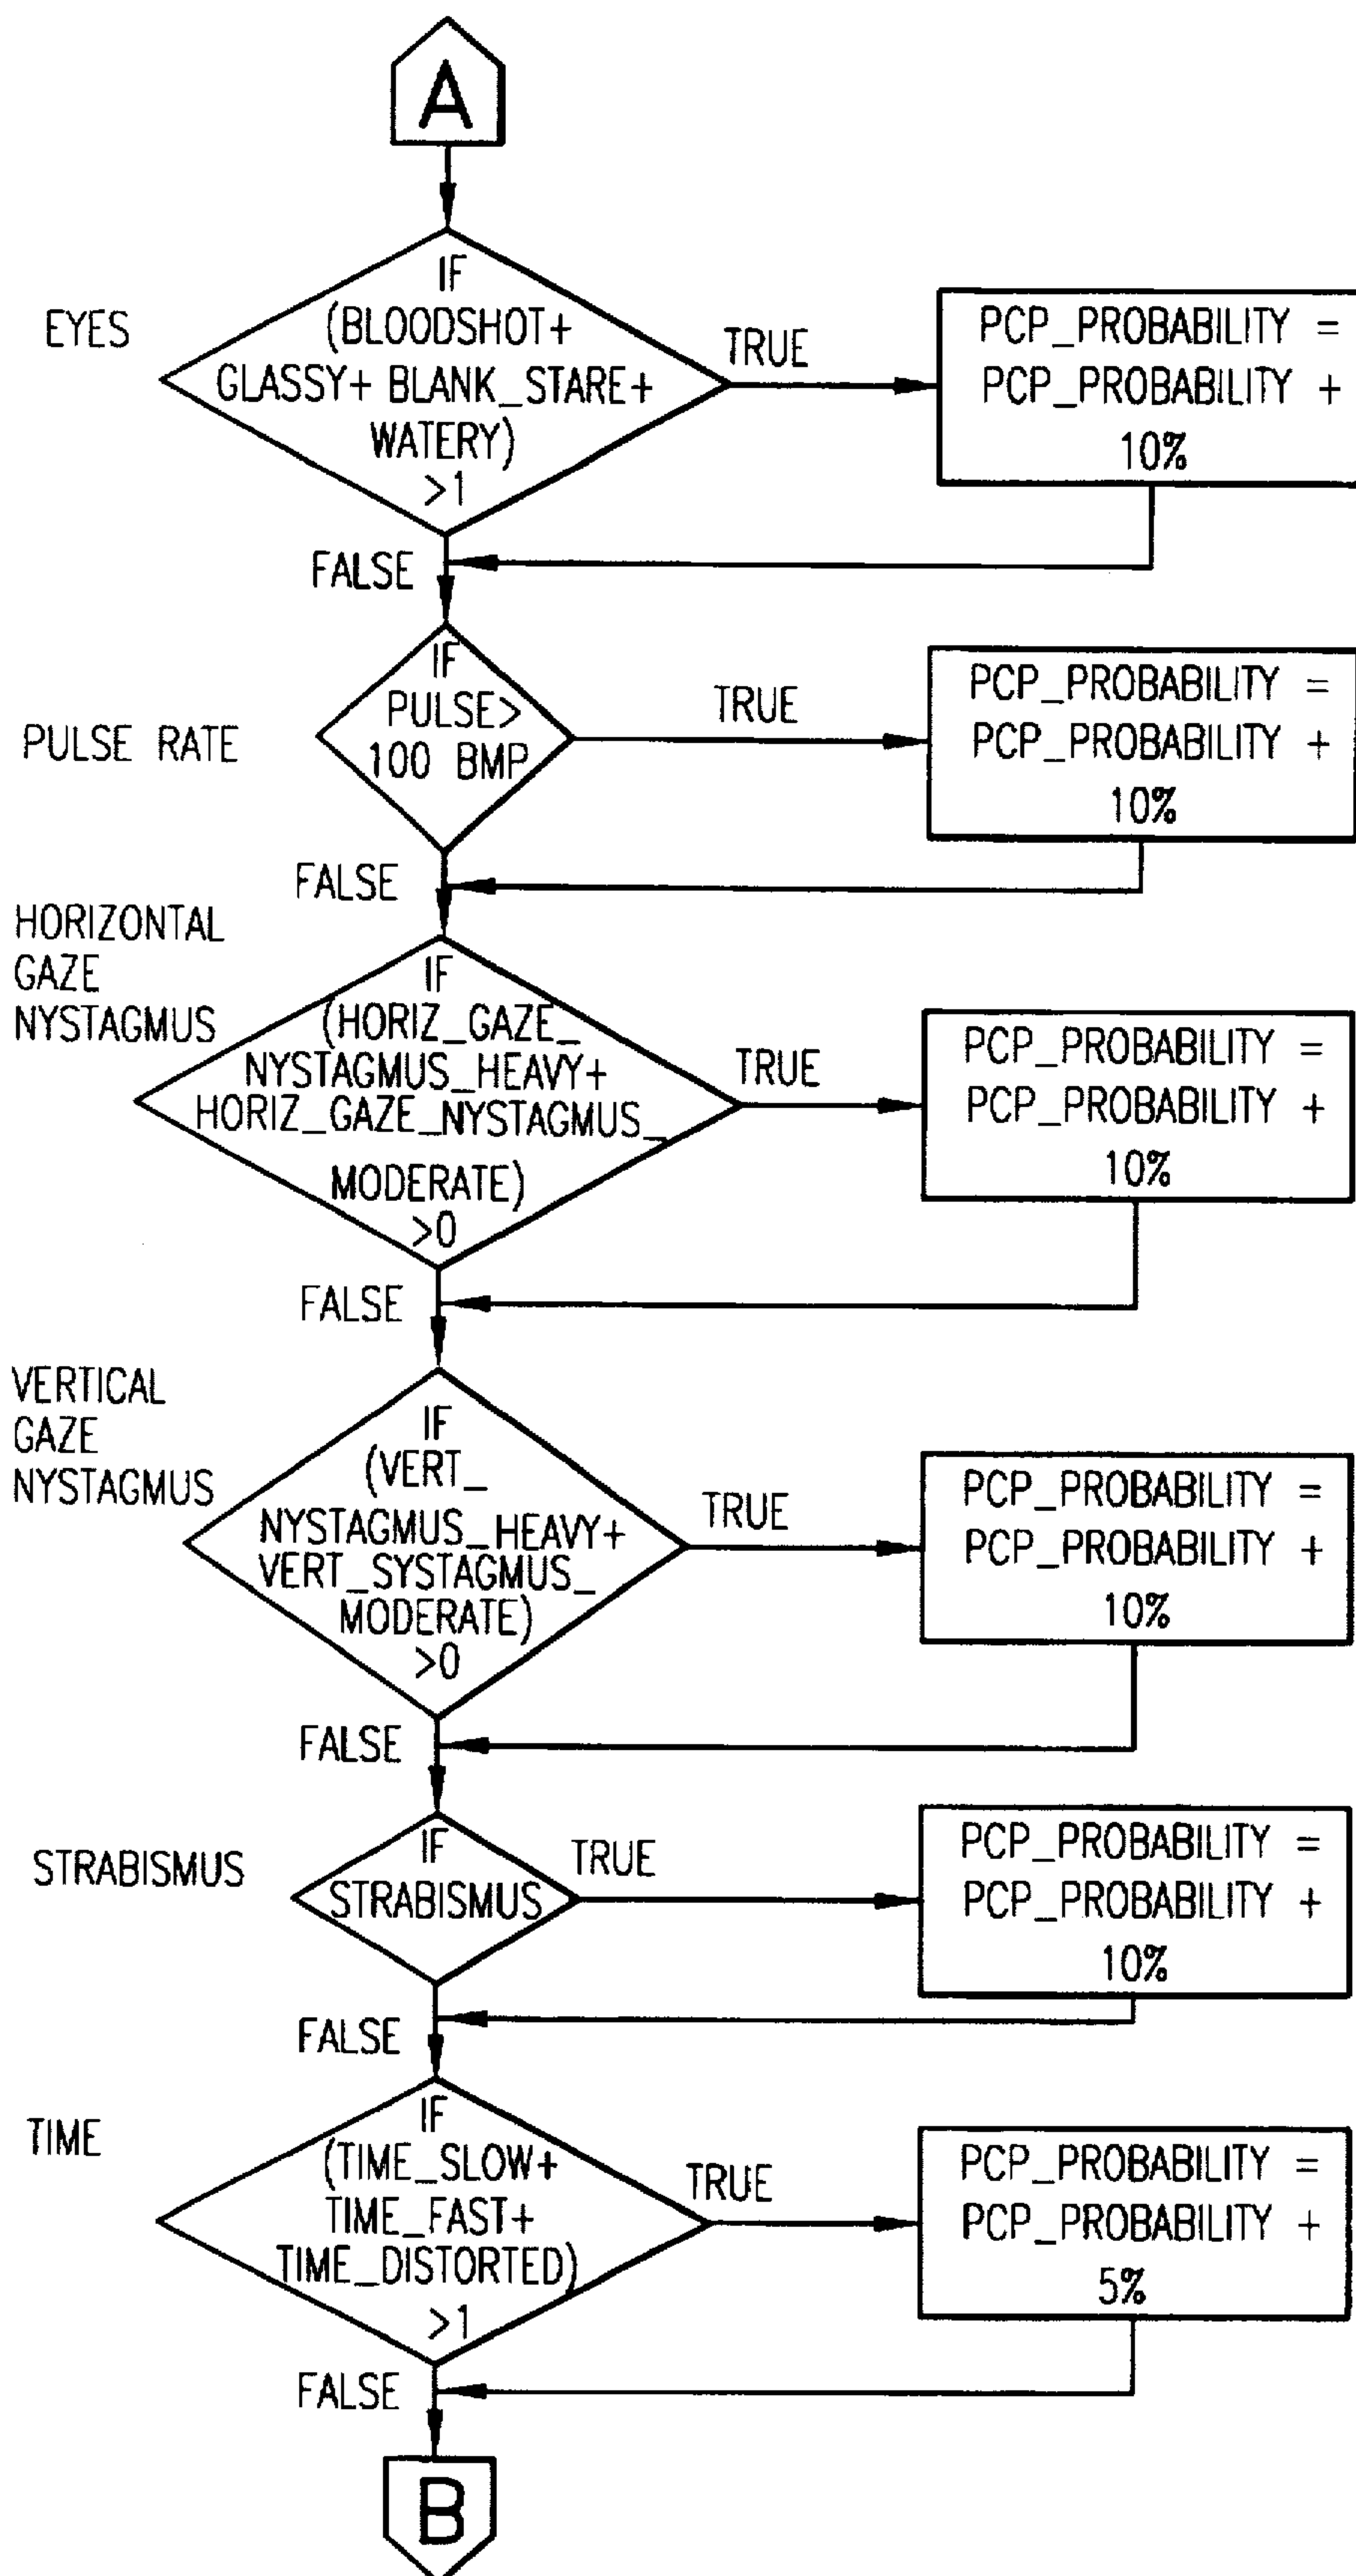 A
EYES
IF
(BLOODSHOT+
GLASSY+ BLANK_STARE+
WATERY)
>1
TRUE
PCP_PROBABILITY =
PCP_PROBABILITY +
10%
FALSE
PULSE RATE
IF
PULSE>
100 BMP
TRUE
PCP_PROBABILITY =
PCP_PROBABILITY +
10%
FALSE
HORIZONTAL
GAZE
NYSTAGMUS
IF
(HORIZ_GAZE_
NYSTAGMUS_HEAVY+
HORIZ_GAZE_NYSTAGMUS_
MODERATE)
>0
TRUE
PCP_PROBABILITY =
PCP_PROBABILITY +
10%
FALSE
VERTICAL
GAZE
NYSTAGMUS
IF
(VERT_
NYSTAGMUS_HEAVY+
VERT_SYSTAGMUS_
MODERATE)
>0
TRUE
PCP_PROBABILITY =
PCP_PROBABILITY +
10%
FALSE
STRABISMUS
IF
STRABISMUS
TRUE
PCP_PROBABILITY =
PCP_PROBABILITY +
10%
FALSE
TIME
IF
(TIME_SLOW+
TIME_FAST+
TIME_DISTORTED)
>1
TRUE
PCP_PROBABILITY =
PCP_PROBABILITY +
5%
FALSE
B